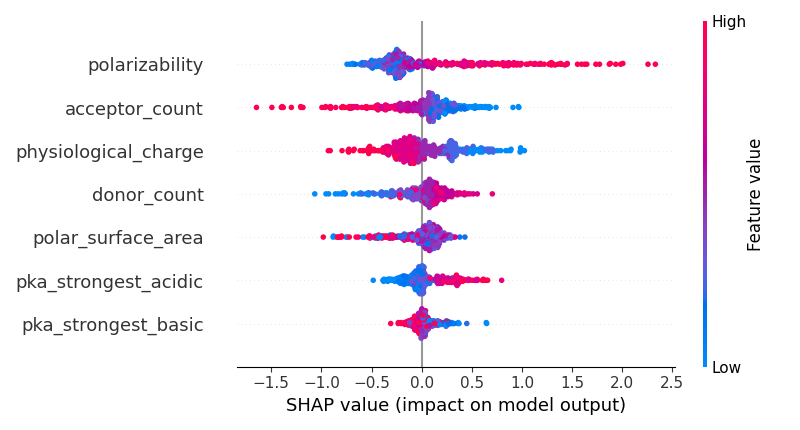 High
polarizability
acceptor_count
physiological_charge
donor_count
polar_surface_area
pka_strongest_acidic
pka_strongest_basic
Feature value
Low
−1.5 −1.0 −0.5 0.0 0.5 1.0 1.5 2.0 2.5
SHAP value (impact on model output)